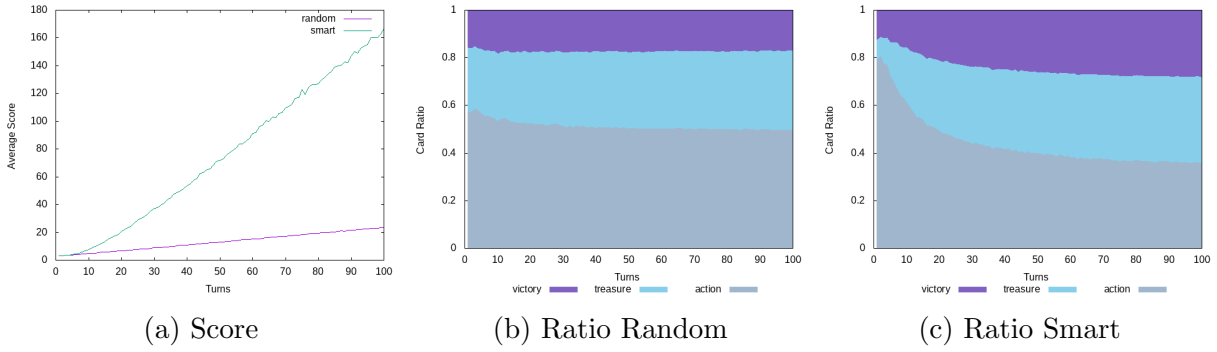 random
smart
180
160
140
120
100
80
60
40
20
0
Average Score
0 10 20 30 40 50 60 70 80 90 100
Turns
(a) Score
1
0.8
0.6
0.4
0.2
0
Card Ratio
0 10 20 30 40 50 60 70 80 90 100
Turns
victory treasure action
(b) Ratio Random
1
0.8
0.6
0.4
0.2
0
Card Ratio
0 10 20 30 40 50 60 70 80 90 100
Turns
victory treasure action
(c) Ratio Smart